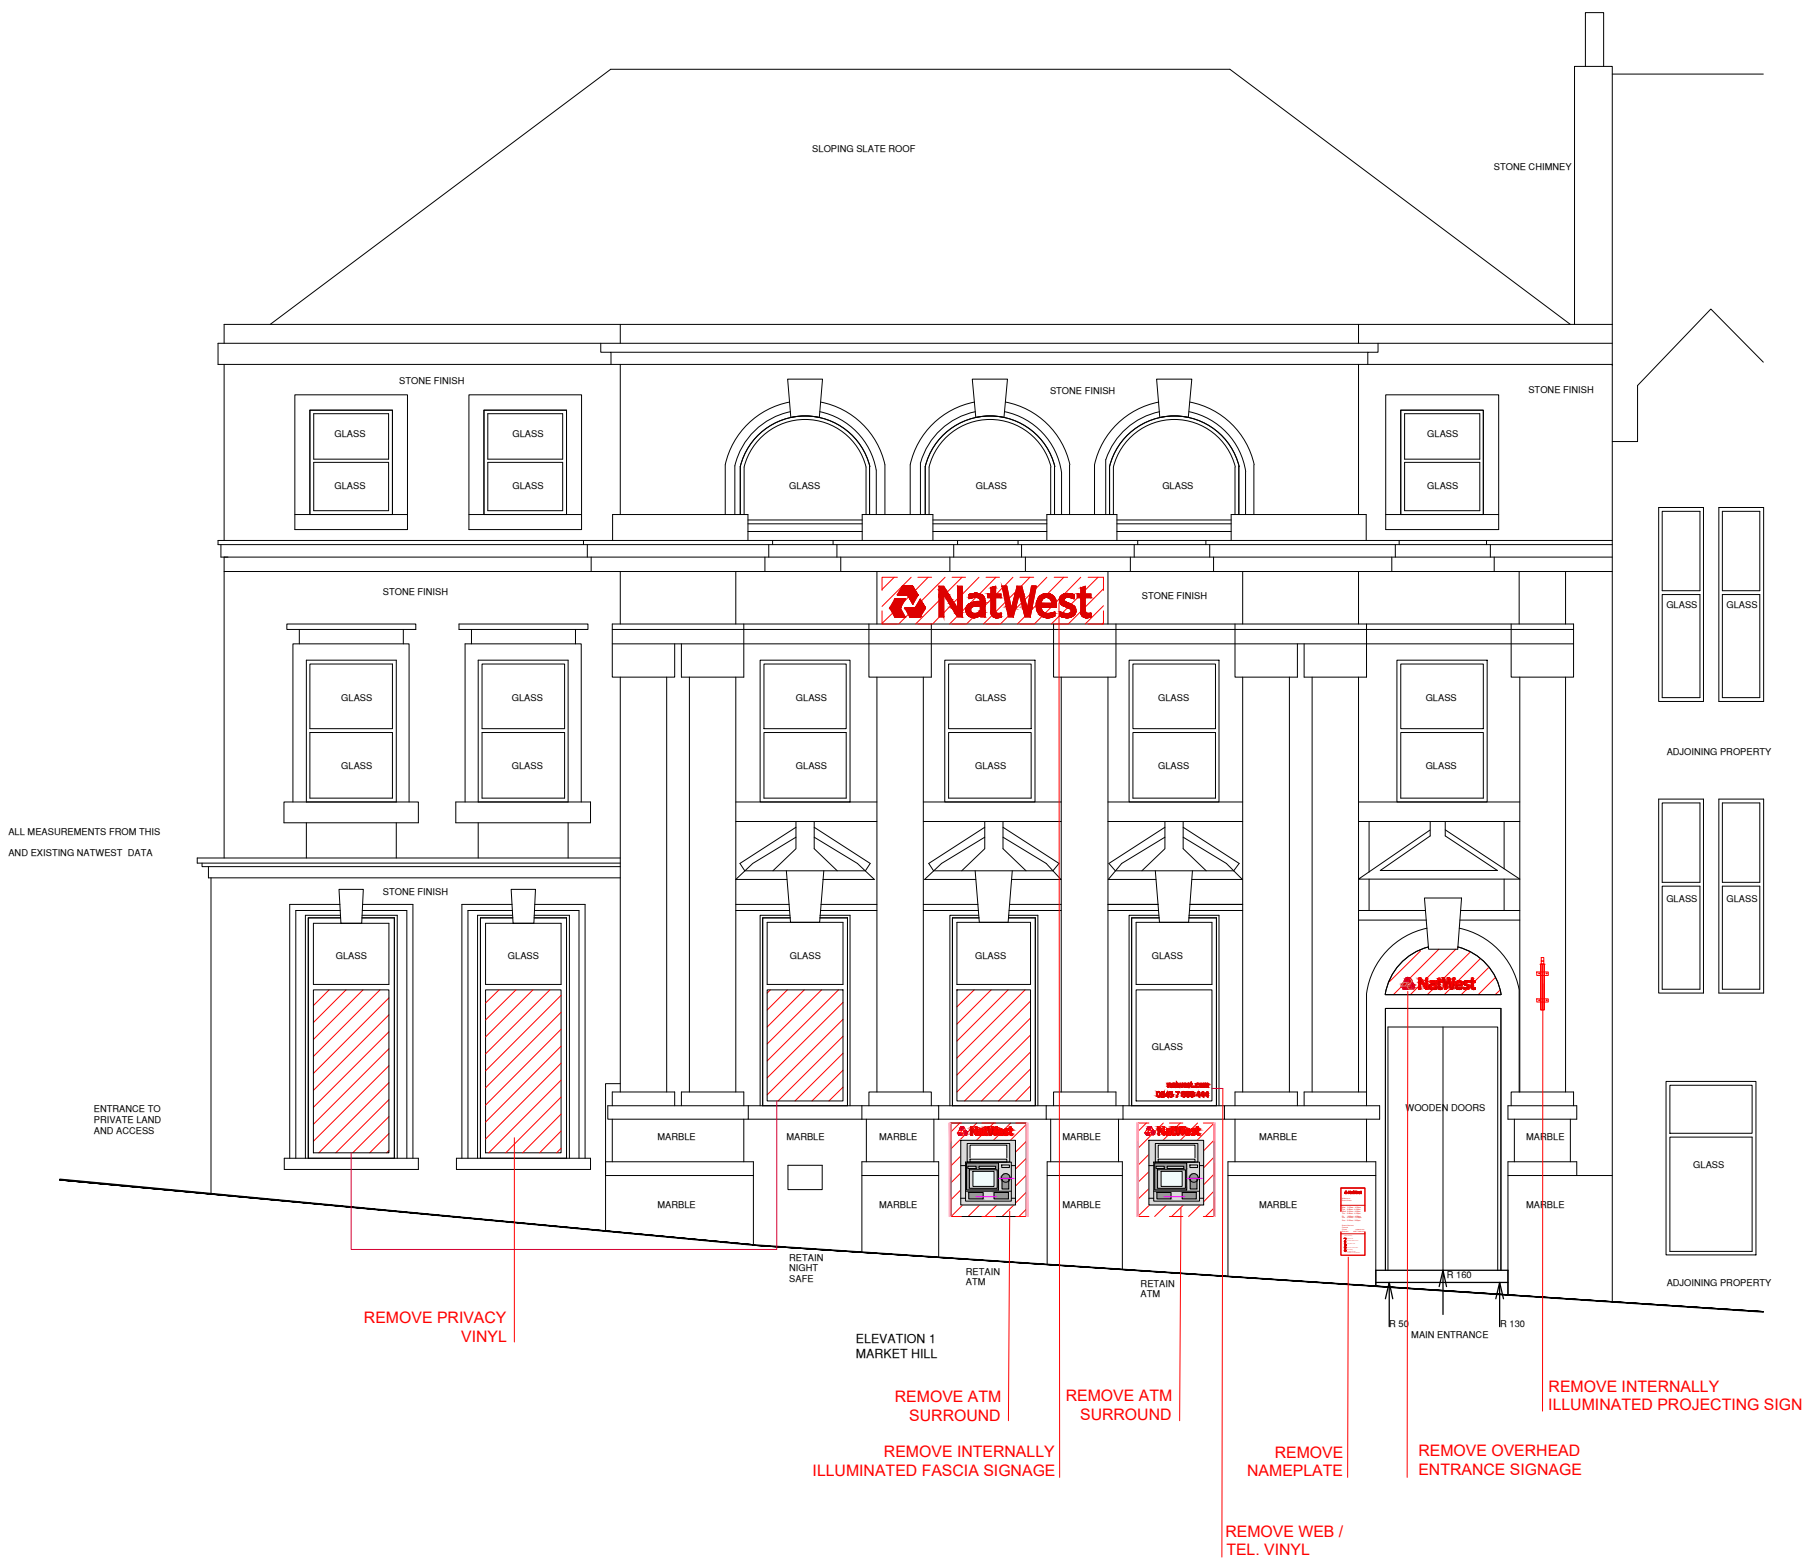 SLOPING SLATE ROOF
STONE CHIMNEY
STONE FINISH
STONE FINISH
STONE FINISH
GLASS
GLASS
GLASS
GLASS
GLASS
GLASS
GLASS
GLASS
GLASS
GLASS
GLASS
STONE FINISH
NatWest
STONE FINISH
GLASS
GLASS
GLASS
GLASS
GLASS
GLASS
GLASS
GLASS
GLASS
GLASS
GLASS
GLASS
GLASS
GLASS
ADJOINING PROPERTY
ALL MEASUREMENTS FROM THIS
AND EXISTING NATWEST DATA
STONE FINISH
GLASS
GLASS
GLASS
GLASS
GLASS
GLASS
GLASS
NatWest
GLASS
natwest.com
ENTRANCE TO
PRIVATE LAND
AND ACCESS
WOODEN DOORS
MARBLE
MARBLE
MARBLE
NatWest
MARBLE
NatWest
MARBLE
MARBLE
GLASS
MARBLE
MARBLE
MARBLE
MARBLE
MARBLE
RETAIN
NIGHT
SAFE
RETAIN
ATM
RETAIN
ATM
R 160
R 50
R 130
MAIN ENTRANCE
ADJOINING PROPERTY
REMOVE PRIVACY
VINYL
ELEVATION 1
MARKET HILL
REMOVE ATM
SURROUND
REMOVE ATM
SURROUND
REMOVE INTERNALLY
ILLUMINATED PROJECTING SIGN
REMOVE INTERNALLY
ILLUMINATED FASCIA SIGNAGE
REMOVE
NAMEPLATE
REMOVE OVERHEAD
ENTRANCE SIGNAGE
REMOVE WEB /
TEL. VINYL